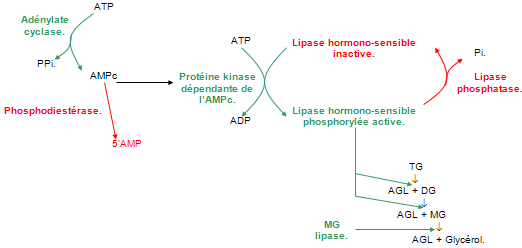 ATP
Adénylate
cyclase.
PPi.
AMPc
Phosphodiestérase.
5'AMP
ATP
Protéine kinase
dépendante de
l'AMPc.
ADP
Lipase hormono-sensible
inactive.
Lipase hormono-sensible
phosphorylée active.
Pi.
Lipase
phosphatase.
TG
AGL + DG
AGL + MG
MG
lipase.
AGL + Glycérol.